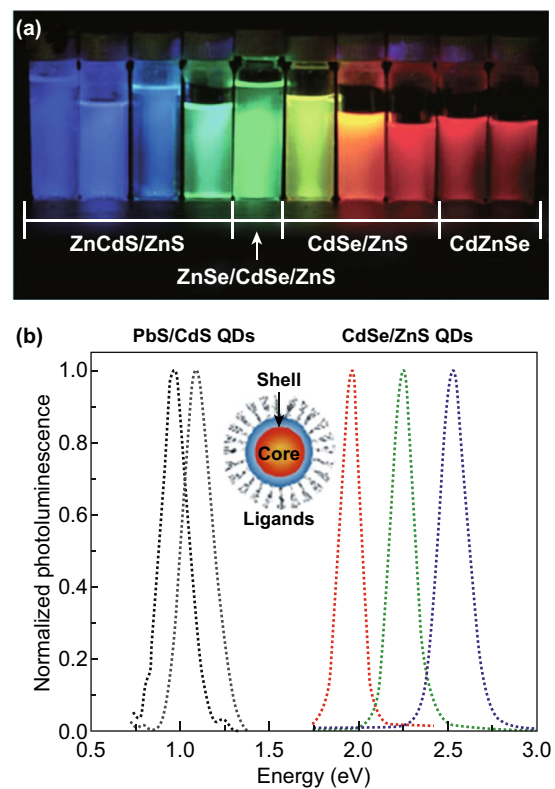 (a)
ZnCdS/ZnS
CdSe/ZnS
CdZnSe
ZnSe/CdSe/ZnS
(b)
PbS/CdS QDs
CdSe/ZnS QDs
Normalized photoluminescence
1.0
0.8
0.6
0.4
0.2
0.0
Shell
Core
Ligands
0.5 1.0 1.5 2.0 2.5 3.0
Energy (eV)